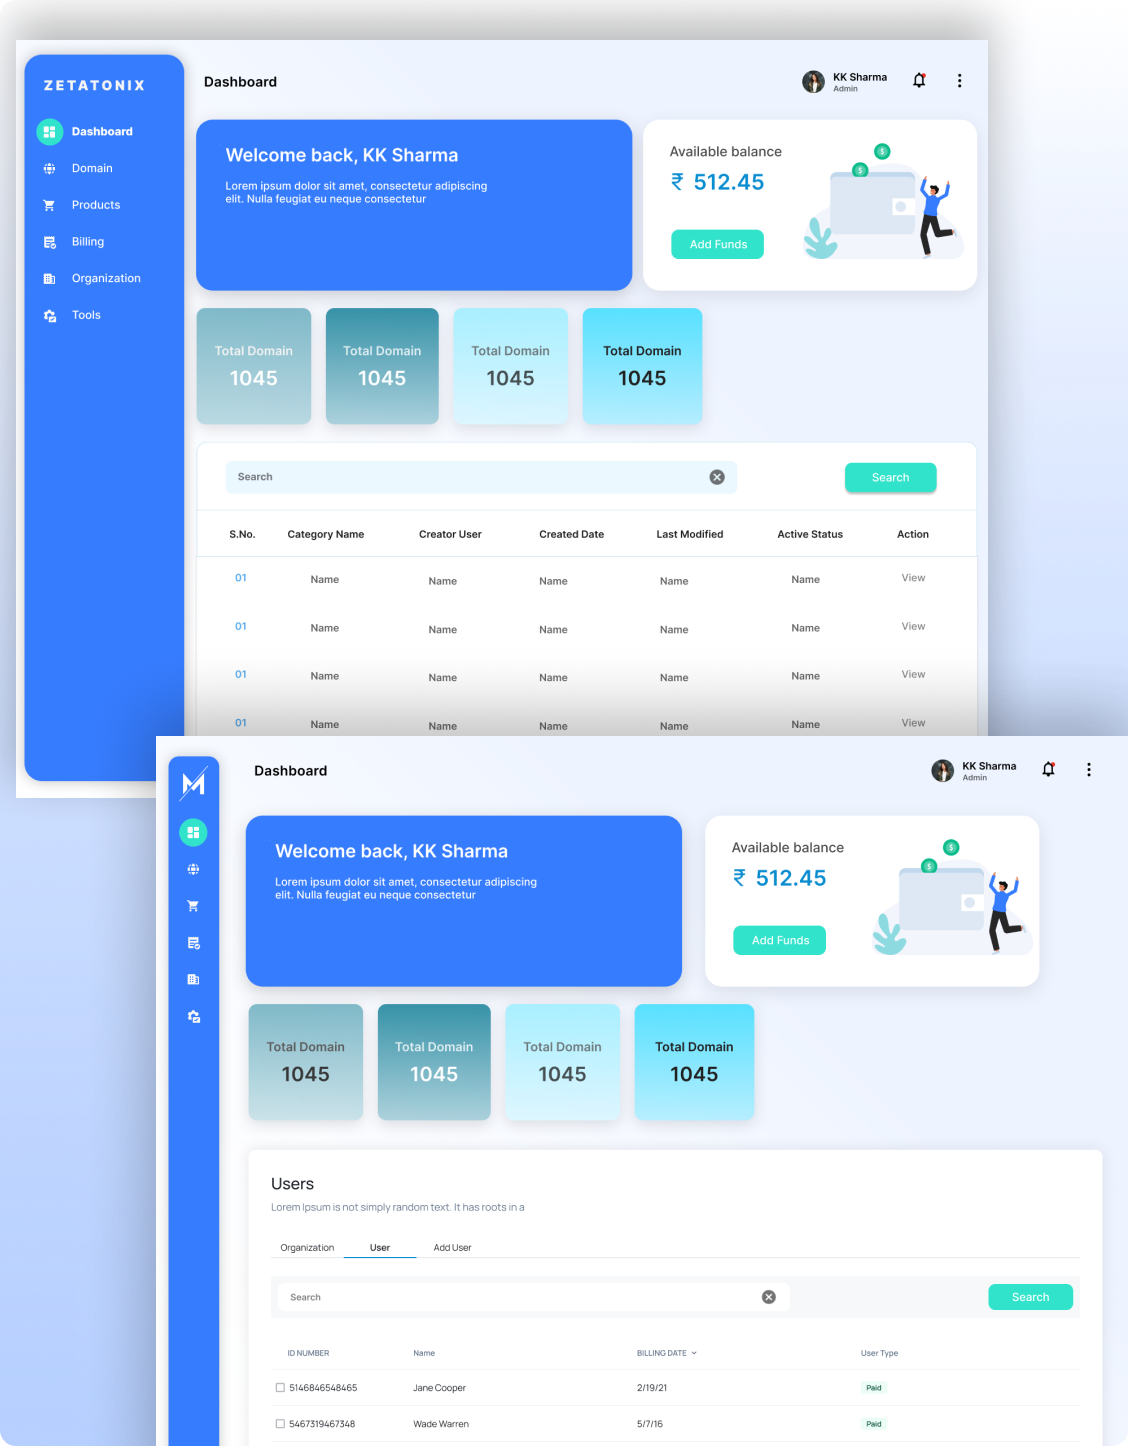 ZETATONIX
Dashboard
Domain
Products
Billing
Organization
Tools
Dashboard
KK Sharma
Admin
Welcome back, KK Sharma
Lorem ipsum dolor sit amet, consectetur adipiscing
elit. Nulla feugiat eu neque consectetur
Available balance
₹ 512.45
Add Funds
Total Domain
1045
Total Domain
1045
Total Domain
1045
Total Domain
1045
Search
Search
S.No. Category Name Creator User Created Date Last Modified Active Status Action
01 Name Name Name Name Name View
01 Name Name Name Name Name View
01 Name Name Name Name Name View
01 Name Name Name Name Name View
Dashboard
KK Sharma
Admin
Welcome back, KK Sharma
Lorem ipsum dolor sit amet, consectetur adipiscing
elit. Nulla feugiat eu neque consectetur
Available balance
₹ 512.45
Add Funds
Total Domain
1045
Total Domain
1045
Total Domain
1045
Total Domain
1045
Users
Lorem Ipsum is not simply random text. It has roots in a
Organization User Add User
Search
Search
ID NUMBER Name BILLING DATE User Type
5146846548465 Jane Cooper 2/19/21 Paid
5467319467348 Wade Warren 5/7/16 Paid